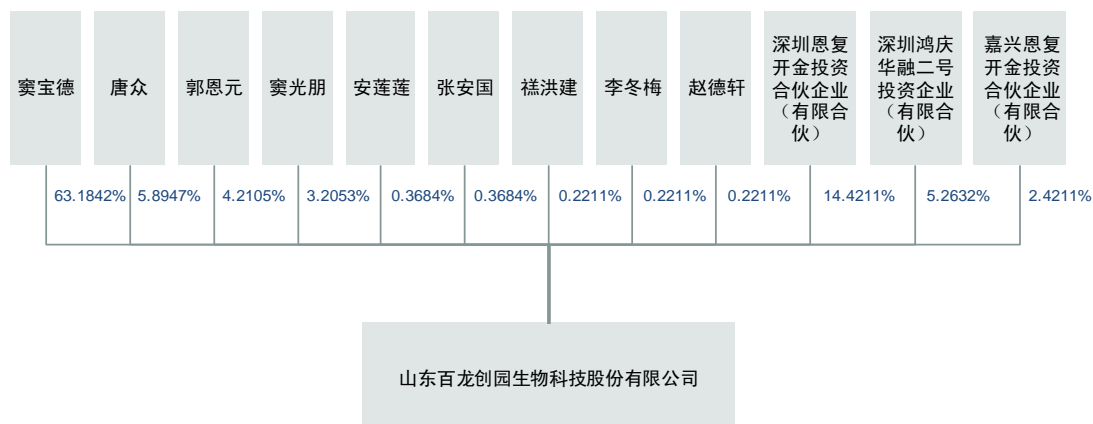 窦宝德
唐众
郭恩元
窦光朋
安莲莲
张安国
禚洪建
李冬梅
赵德轩
深圳恩复
开金投资
合伙企业
（有限合
伙）
深圳鸿庆
华融二号
投资企业
（有限合
伙）
嘉兴恩复
开金投资
合伙企业
（有限合
伙）
63.1842%
5.8947%
4.2105%
3.2053%
0.3684%
0.3684%
0.2211%
0.2211%
0.2211%
14.4211%
5.2632%
2.4211%
山东百龙创园生物科技股份有限公司